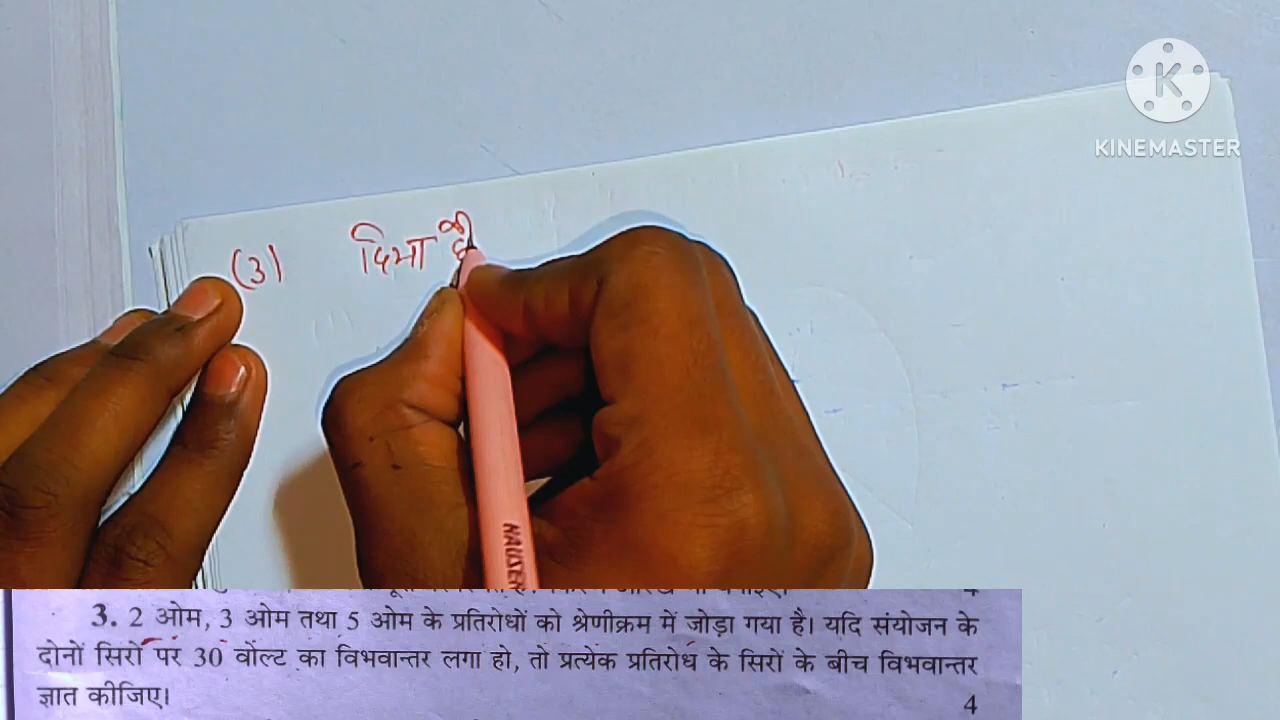 K
KINEMASTER
(3) दिया है
HAUSER
3. 2 ओम, 3 ओम तथा 5 ओम के प्रतिरोधों को श्रेणीक्रम में जोड़ा गया है। यदि संयोजन के
दोनों सिरों पर 30 वोल्ट का विभवान्तर लगा हो, तो प्रत्येक प्रतिरोध के सिरों के बीच विभवान्तर
ज्ञात कीजिए।
4